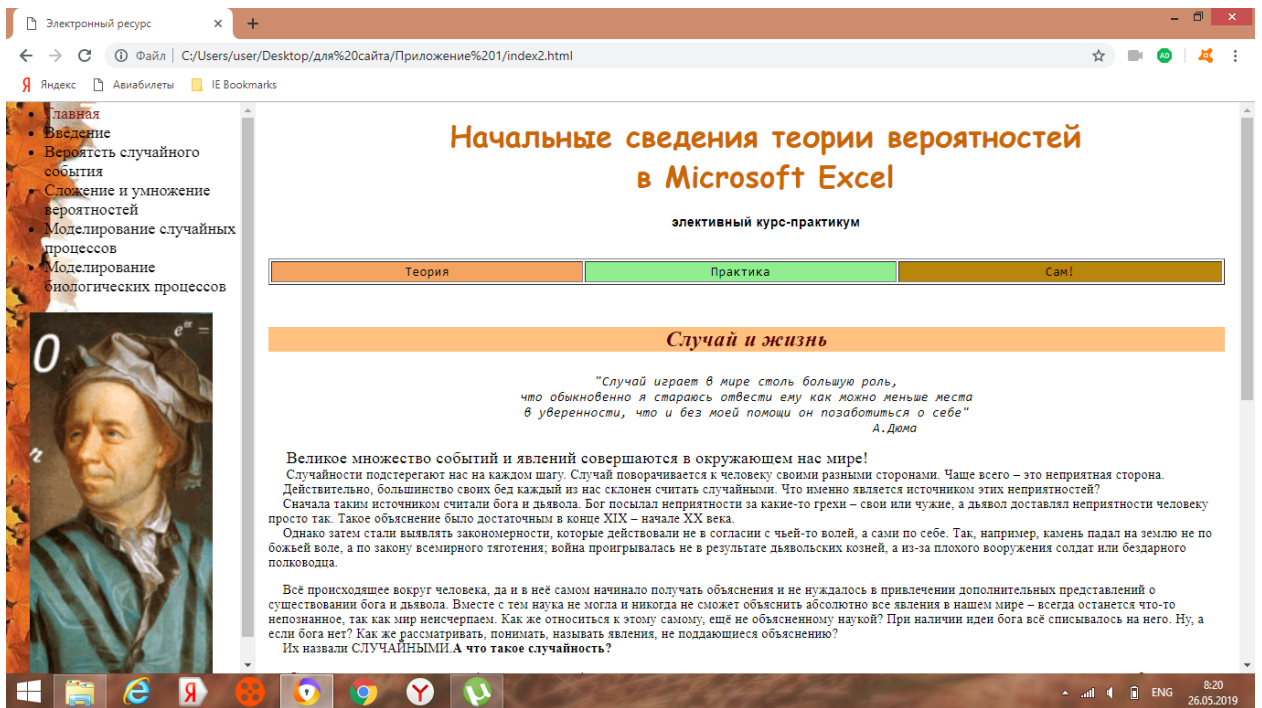 Электронный ресурс
Файл | C:/Users/user/Desktop/для%20сайта/Приложение%201/index2.html
Яндекс Авиабилеты IE Bookmarks
Главная
Введение
Вероятсть случайного
события
Сложение и умножение
вероятностей
Моделирование случайных
процессов
Моделирование
биологических процессов
Начальные сведения теории вероятностей
в Microsoft Excel
элективный курс-практикум
Теория Практика Сам!
Случай и жизнь
"Случай играет в мире столь большую роль,
что обыкновенно я стараюсь отвести ему как можно меньше места
в уверенности, что и без моей помощи он позаботиться о себе"
А.Дюма
Великое множество событий и явлений совершаются в окружающем нас мире!
Случайности подстерегают нас на каждом шагу. Случай поворачивается к человеку своими разными сторонами. Чаще всего – это неприятная сторона.
Действительно, большинство своих бед каждый из нас склонен считать случайными. Что именно является источником этих неприятностей?
Сначала таким источником считали бога и дьявола. Бог посылал неприятности за какие-то грехи – свои или чужие, а дьявол доставлял неприятности человеку
просто так. Такое объяснение было достаточным в конце XIX – начале XX века.
Однако затем стали выявлять закономерности, которые действовали не в согласии с чьей-то волей, а сами по себе. Так, например, камень падал на землю не по
божьей воле, а по закону всемирного тяготения; война проигрывалась не в результате дьявольских козней, а из-за плохого вооружения солдат или бездарного
полководца.
Всё происходящее вокруг человека, да и в неё самом начинало получать объяснения и не нуждалось в привлечении дополнительных представлений о
существовании бога и дьявола. Вместе с тем наука не могла и никогда не сможет объяснить абсолютно все явления в нашем мире – всегда останется что-то
непознанное, так как мир неисчерпаем. Как же относиться к этому самому, ещё не объясненному наукой? При наличии идеи бога всё списывалось на него. Ну, а
если бога нет? Как же рассматривать, понимать, называть явления, не поддающиеся объяснению?
Их назвали СЛУЧАЙНЫМИ.А что такое случайность?
ENG
8:20
26.05.2019